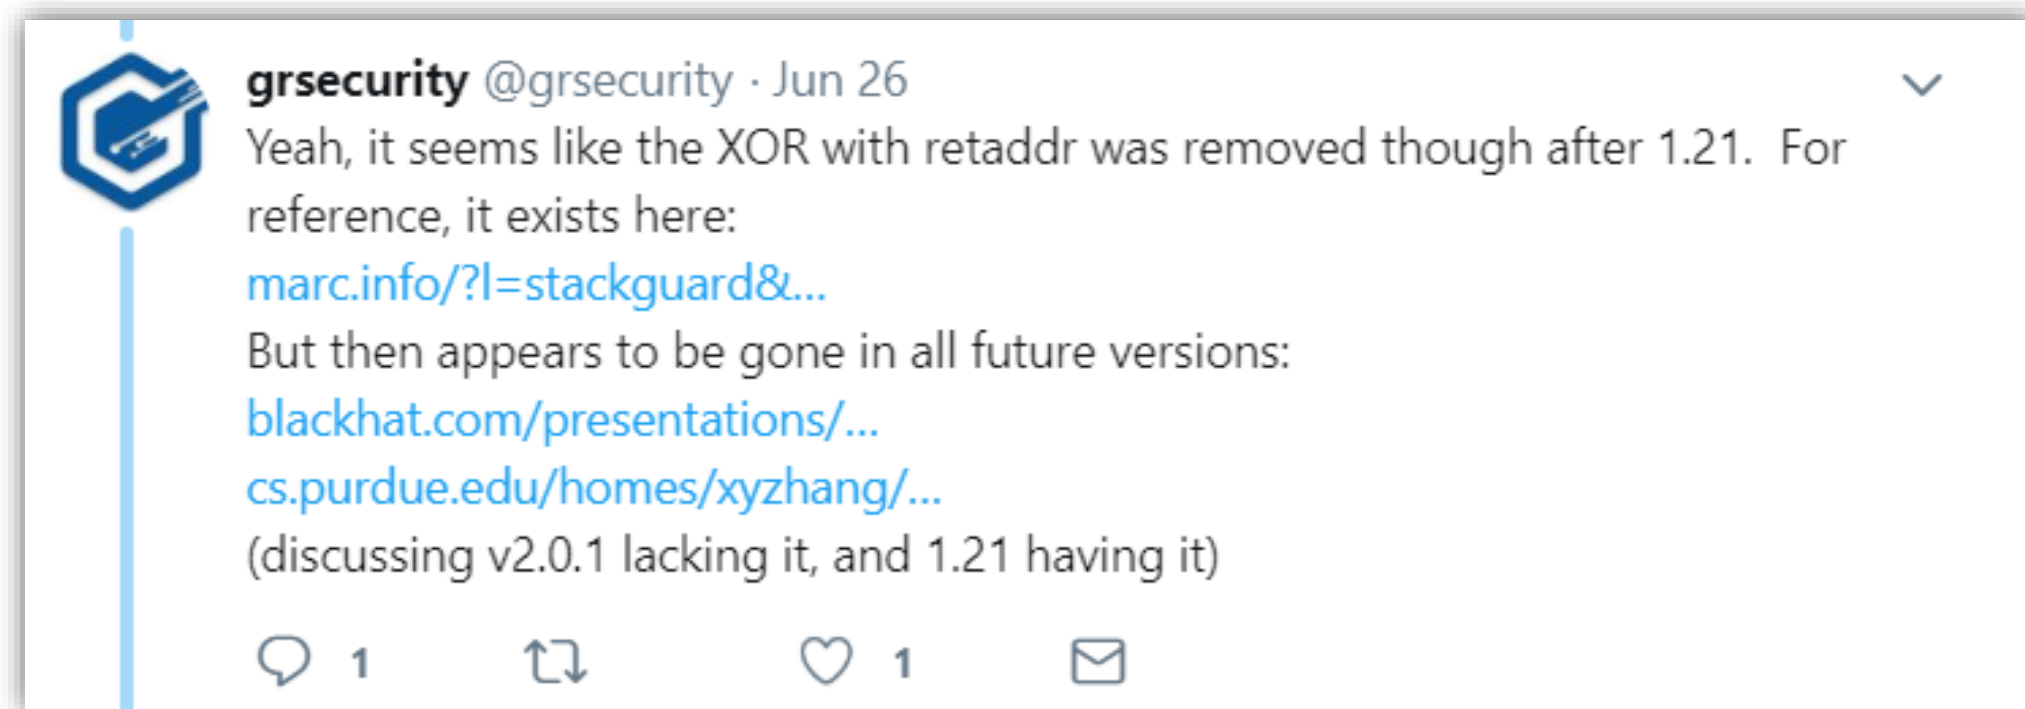 grsecurity @grsecurity · Jun 26
Yeah, it seems like the XOR with retaddr was removed though after 1.21.  For
reference, it exists here:
marc.info/?l=stackguard&...
But then appears to be gone in all future versions:
blackhat.com/presentations/...
cs.purdue.edu/homes/xyzhang/...
(discussing v2.0.1 lacking it, and 1.21 having it)
1 1